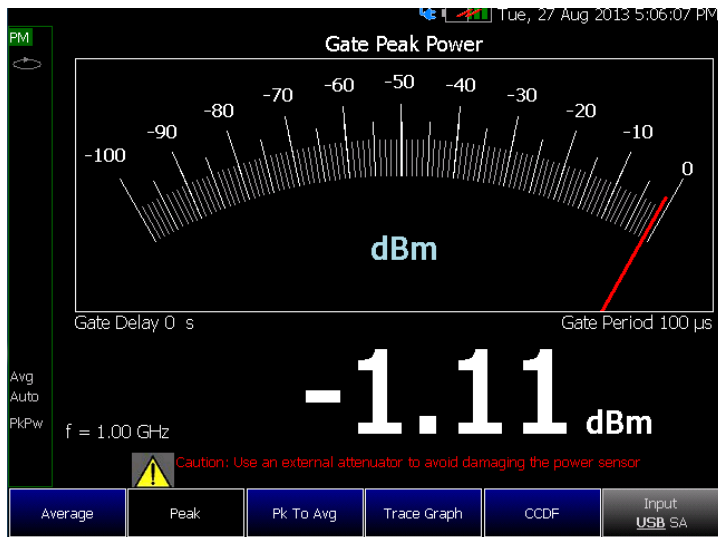 Tue, 27 Aug 2013 5:06:07 PM
PM
Gate Peak Power
-100 -90 -80 -70 -60 -50 -40 -30 -20 -10 0
dBm
Gate Delay 0 s
Gate Period 100 µs
Avg
Auto
PkPw
-1.11 dBm
f = 1.00 GHz
Caution: Use an external attenuator to avoid damaging the power sensor
Average
Peak
Pk To Avg
Trace Graph
CCDF
Input
USB SA